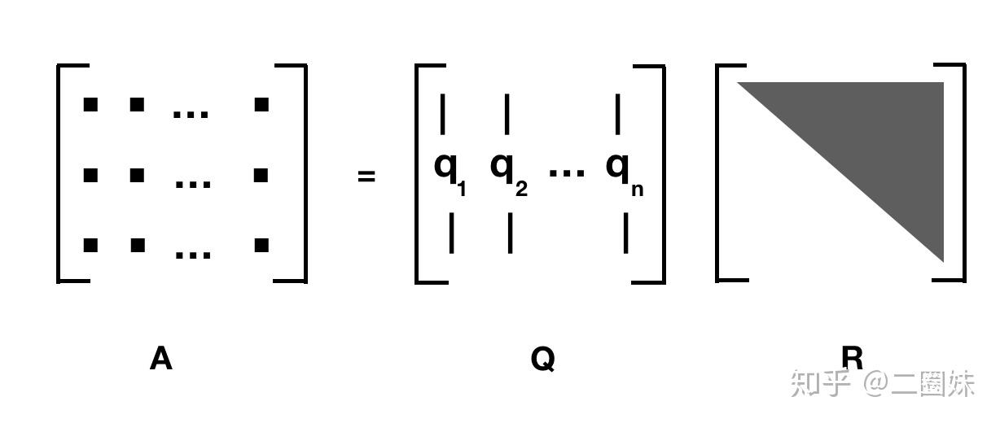 ▪ ▪ ... ▪
▪ ▪ ... ▪
▪ ▪ ... ▪
=
| | |
q1 q2 ... qn
| | |
A Q R
知乎 @二圈妹